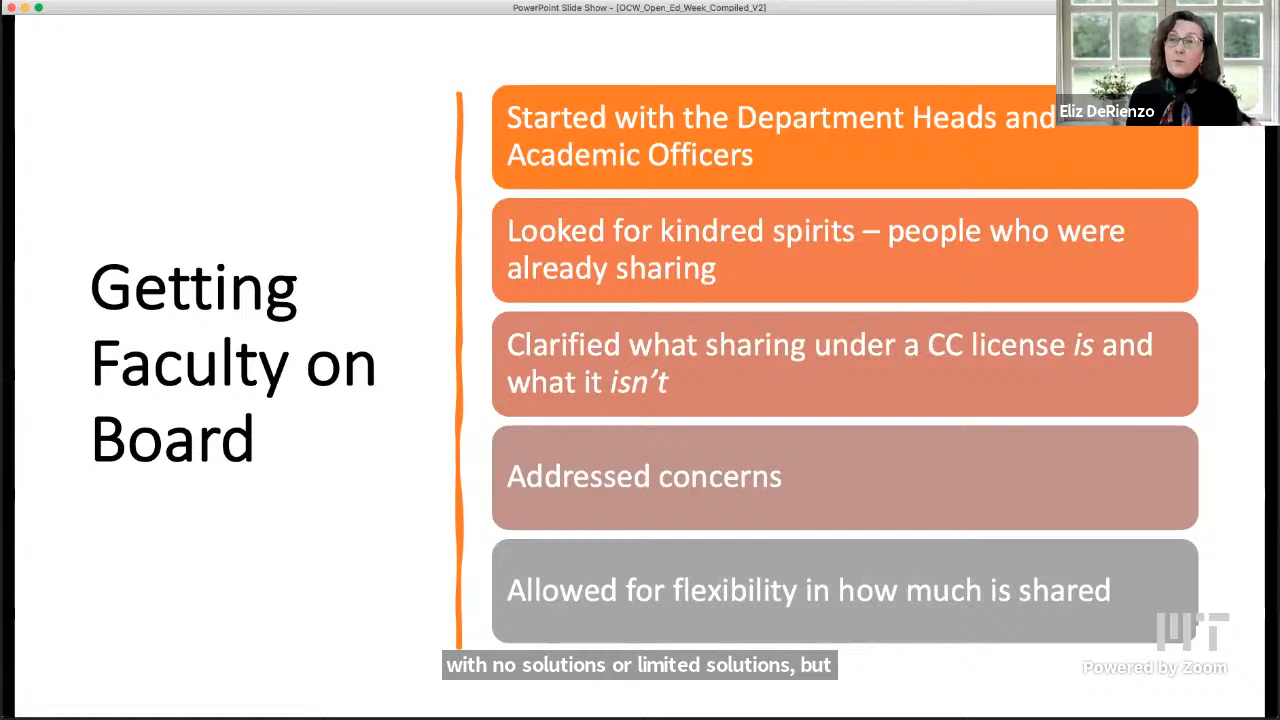 PowerPoint Slide Show - [OCW_Open_Ed_Week_Compiled_V2]
Eliz DeRienzo
Getting
Faculty on
Board
Started with the Department Heads and
Academic Officers
Looked for kindred spirits – people who were
already sharing
Clarified what sharing under a CC license is and
what it isn’t
Addressed concerns
Allowed for flexibility in how much is shared
MIT
Powered by Zoom
with no solutions or limited solutions, but